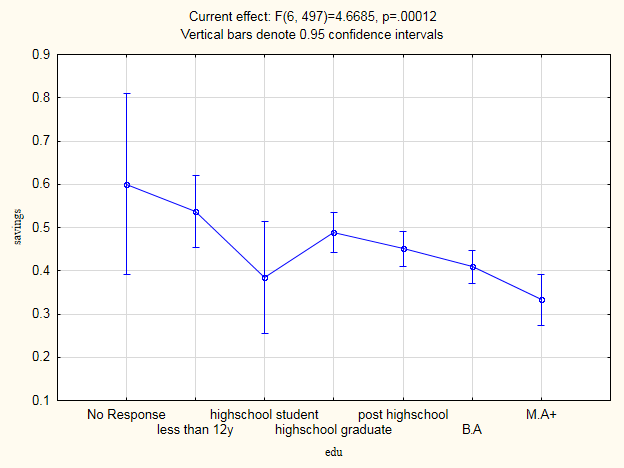 Current effect: F(6, 497)=4.6685, p=.00012
Vertical bars denote 0.95 confidence intervals
0.9
0.8
0.7
0.6
0.5
0.4
0.3
0.2
0.1
savings
No Response
highschool student
post highschool
M.A+
less than 12y
highschool graduate
B.A
edu